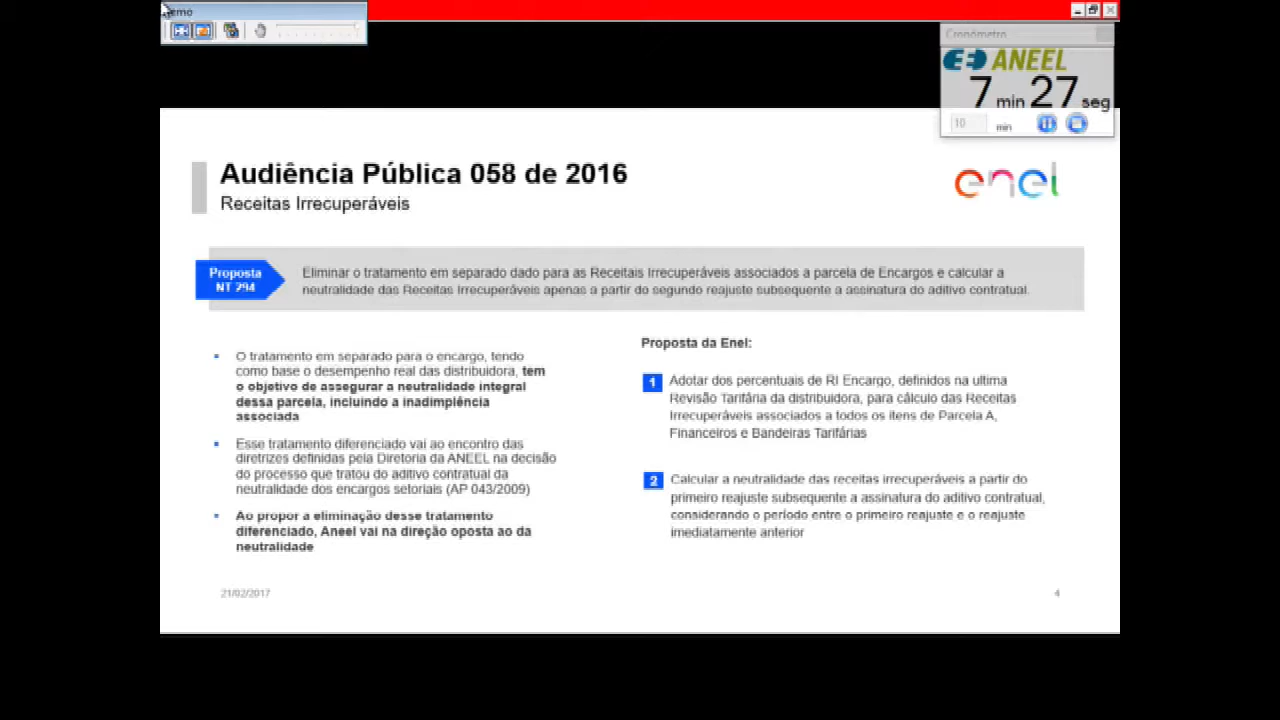 Cronómetro
ANEEL
7 min 27 seg
10 min
Audiência Pública 058 de 2016
Receitas Irrecuperáveis
enel
Proposta
NT 294
Eliminar o tratamento em separado dado para as Receitais Irrecuperáveis associados a parcela de Encargos e calcular a
neutralidade das Receitas Irrecuperáveis apenas a partir do segundo reajuste subsequente a assinatura do aditivo contratual.
▪ O tratamento em separado para o encargo, tendo
como base o desempenho real das distribuidora, tem
o objetivo de assegurar a neutralidade integral
dessa parcela, incluindo a inadimplência
associada
▪ Esse tratamento diferenciado vai ao encontro das
diretrizes definidas pela Diretoria da ANEEL na decisão
do processo que tratou do aditivo contratual da
neutralidade dos encargos setoriais (AP 043/2009)
▪ Ao propor a eliminação desse tratamento
diferenciado, Aneel vai na direção oposta ao da
neutralidade
Proposta da Enel:
1 Adotar dos percentuais de RI Encargo, definidos na ultima
Revisão Tarifária da distribuidora, para cálculo das Receitas
Irrecuperáveis associados a todos os itens de Parcela A,
Financeiros e Bandeiras Tarifárias
2 Calcular a neutralidade das receitas irrecuperáveis a partir do
primeiro reajuste subsequente a assinatura do aditivo contratual,
considerando o período entre o primeiro reajuste e o reajuste
imediatamente anterior
21/02/2017
4